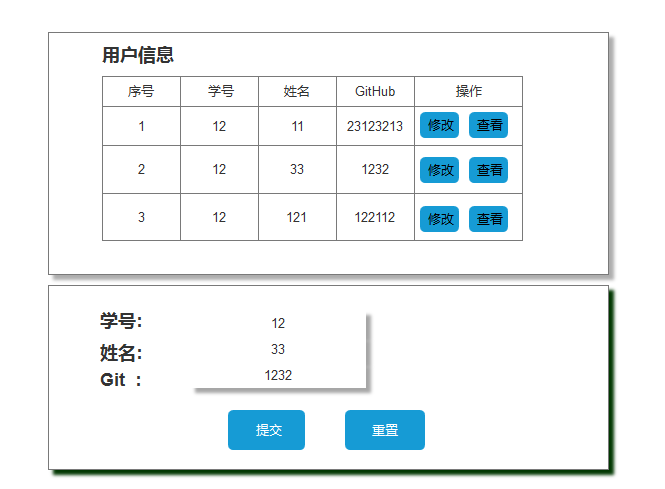 用户信息
序号 学号 姓名 GitHub 操作
1 12 11 23123213 修改 查看
2 12 33 1232 修改 查看
3 12 121 122112 修改 查看
学号: 12
姓名: 33
Git : 1232
提交 重置